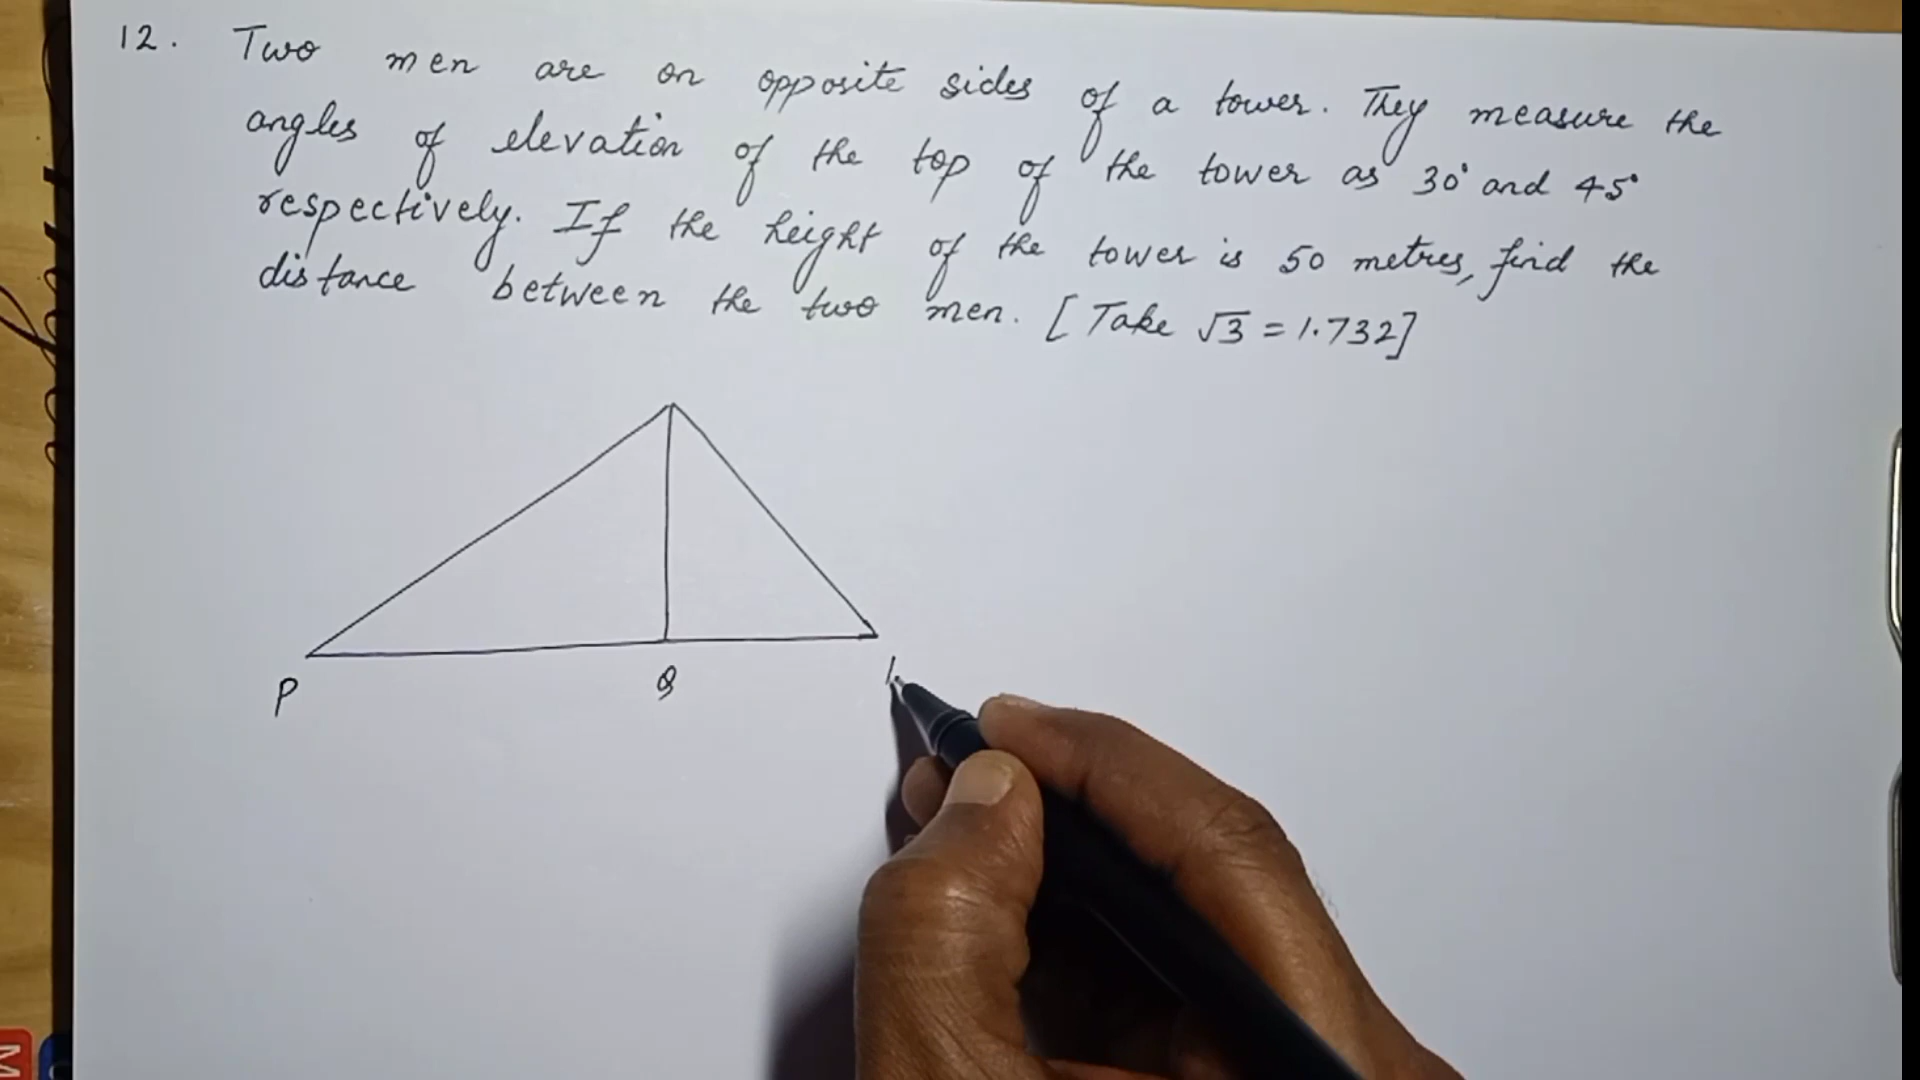 12. Two men are on opposite sides of a tower. They measure the
angles of elevation of the top of the tower as 30° and 45°
respectively. If the height of the tower is 50 metres, find the
distance between the two men. [Take √3 = 1.732]
P Q
M